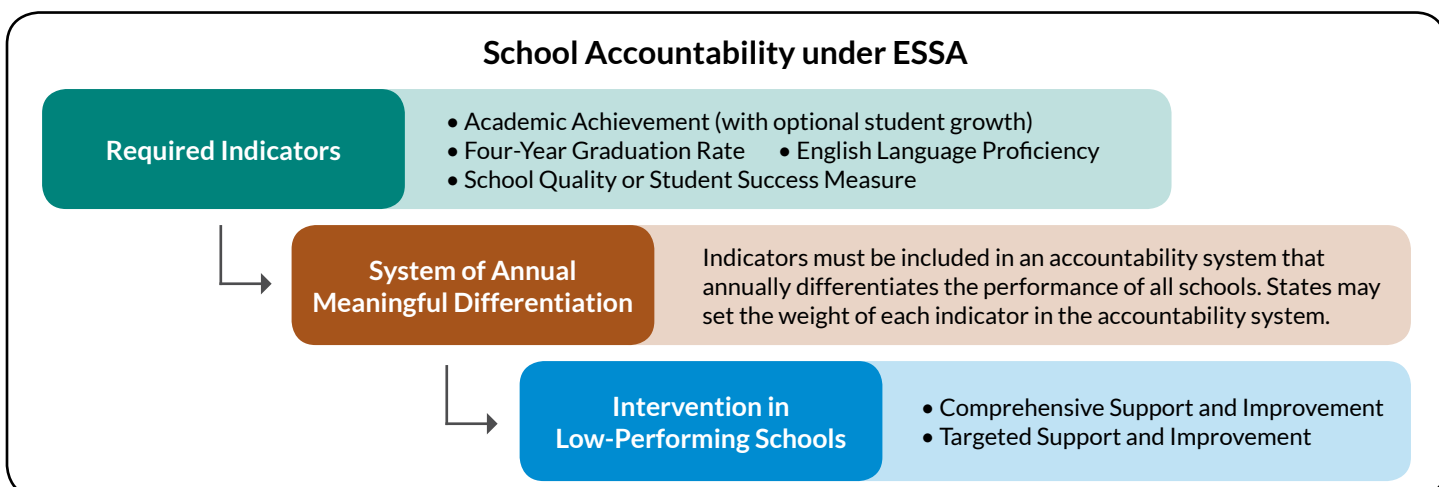 School Accountability under ESSA
Required Indicators
• Academic Achievement (with optional student growth)
• Four-Year Graduation Rate • English Language Proficiency
• School Quality or Student Success Measure
System of Annual
Meaningful Differentiation
Indicators must be included in an accountability system that
annually differentiates the performance of all schools. States may
set the weight of each indicator in the accountability system.
Intervention in
Low-Performing Schools
• Comprehensive Support and Improvement
• Targeted Support and Improvement